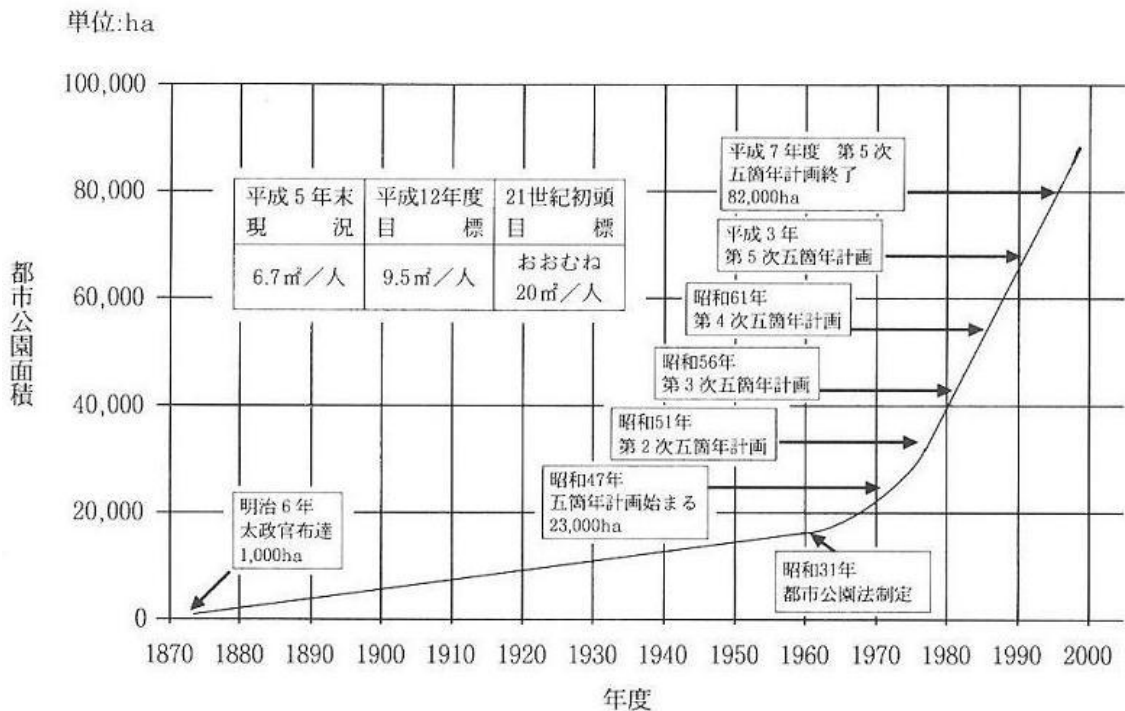 単位:ha
100,000
80,000
60,000
40,000
20,000
0
都市公園面積
平成5年末
現況
平成12年度
目標
21世紀初頭
目標
6.7㎡／人
9.5㎡／人
おおむね
20㎡／人
平成7年度 第5次
五箇年計画終了
82,000ha
平成3年
第5次五箇年計画
昭和61年
第4次五箇年計画
昭和56年
第3次五箇年計画
昭和51年
第2次五箇年計画
昭和47年
五箇年計画始まる
23,000ha
明治6年
太政官布達
1,000ha
昭和31年
都市公園法制定
1870 1880 1890 1900 1910 1920 1930 1940 1950 1960 1970 1980 1990 2000
年度